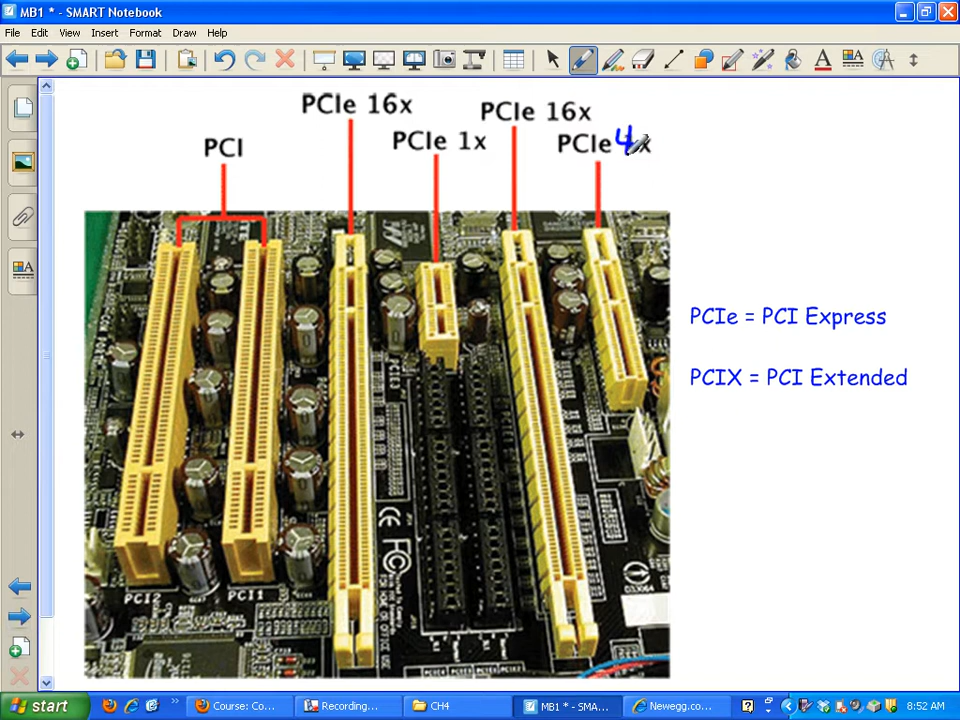 MB1 * - SMART Notebook
File Edit View Insert Format Draw Help
PCIe 16x
PCIe 16x
PCI
PCIe 1x
PCIe 4x
PCIe = PCI Express
PCIX = PCI Extended
PCI2
PCI1
CE
FC
start
Course: Co...
Recording...
CH4
MB1 * - SMA...
Newegg.co...
8:52 AM